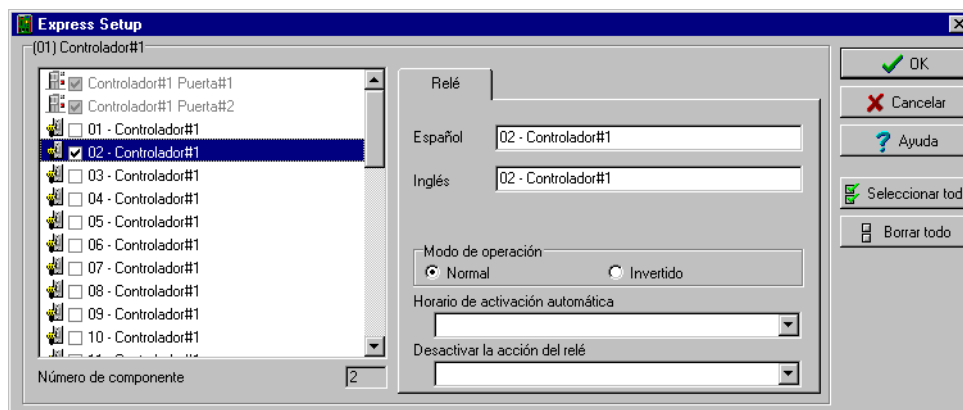 Express Setup
(01) Controlador#1
Controlador#1 Puerta#1
Controlador#1 Puerta#2
01 - Controlador#1
02 - Controlador#1
03 - Controlador#1
04 - Controlador#1
05 - Controlador#1
06 - Controlador#1
07 - Controlador#1
08 - Controlador#1
09 - Controlador#1
10 - Controlador#1
Número de componente 2
Relé
Español 02 - Controlador#1
Inglés 02 - Controlador#1
Modo de operación
Normal Invertido
Horario de activación automática
Desactivar la acción del relé
OK
Cancelar
Ayuda
Seleccionar tod
Borrar todo